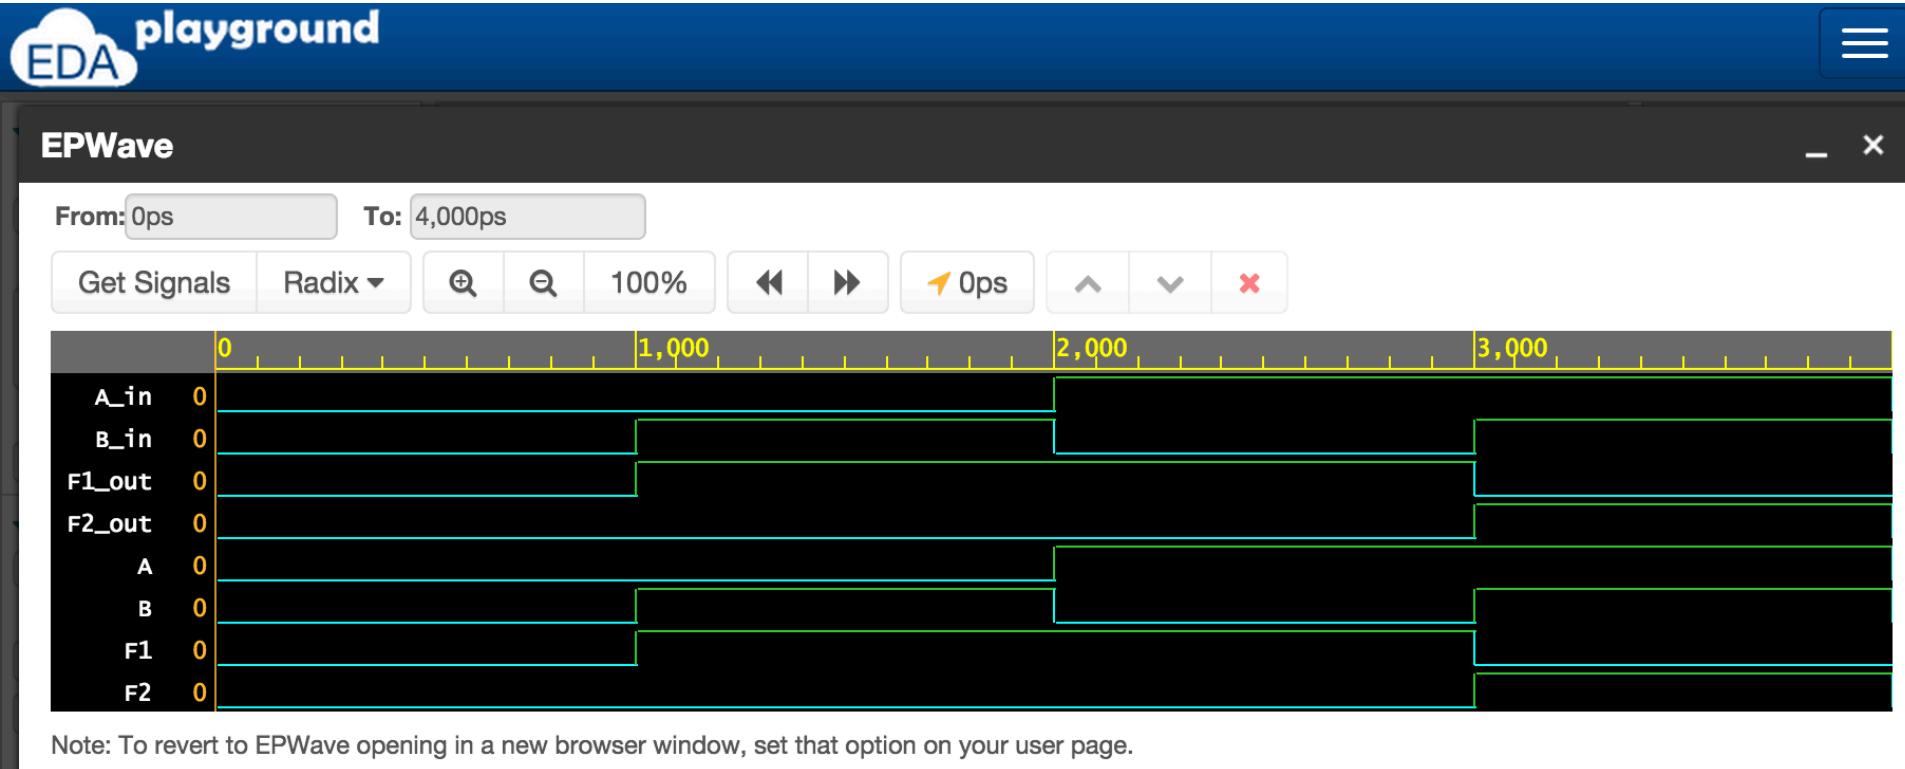 EDA playground
EPWave
From: 0ps To: 4,000ps
Get Signals Radix 100% 0ps
0 1,000 2,000 3,000
A_in 0
B_in 0
F1_out 0
F2_out 0
A 0
B 0
F1 0
F2 0
Note: To revert to EPWave opening in a new browser window, set that option on your user page.